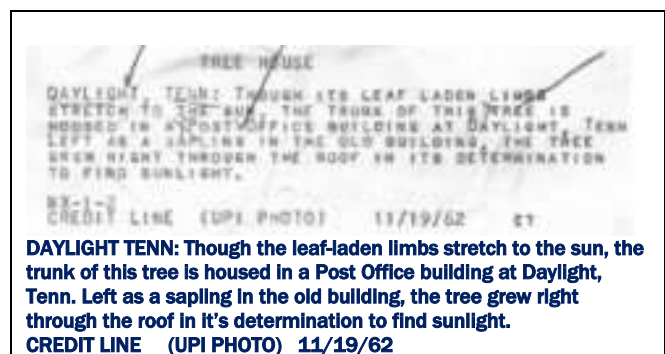 TREE HOUSE
DAYLIGHT, TENN: THOUGH ITS LEAF LADEN LIMBS
STRETCH TO THE SUN, THE TRUNK OF THIS TREE IS
HOUSED IN A POST OFFICE BUILDING AT DAYLIGHT, TENN
LEFT AS A SAPLING IN THE OLD BUILDING, THE TREE
GREW RIGHT THROUGH THE ROOF IN ITS DETERMINATION
TO FIND SUNLIGHT.
CREDIT LINE (UPI PHOTO) 11/19/62
DAYLIGHT TENN: Though the leaf-laden limbs stretch to the sun, the
trunk of this tree is housed in a Post Office building at Daylight,
Tenn. Left as a sapling in the old building, the tree grew right
through the roof in it's determination to find sunlight.
CREDIT LINE (UPI PHOTO) 11/19/62